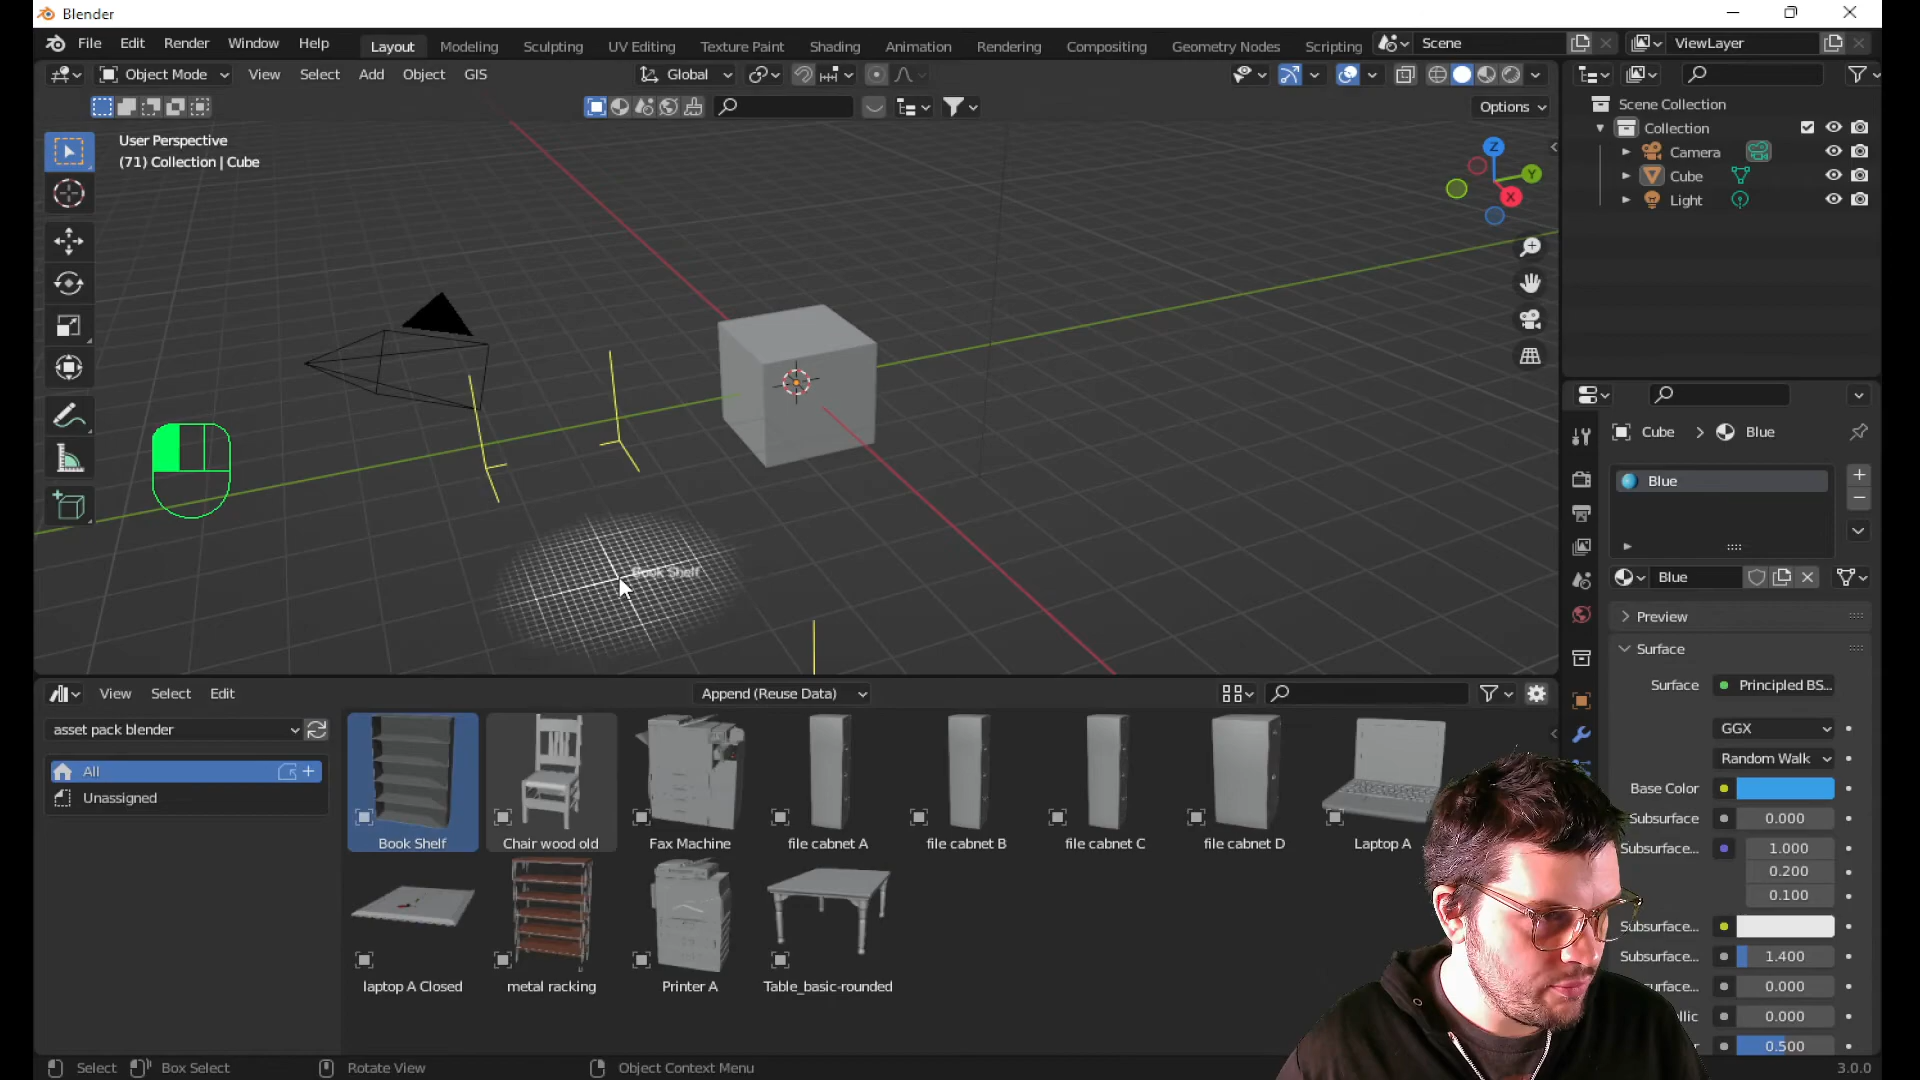 Blender
File Edit Render Window Help Layout Modeling Sculpting UV Editing Texture Paint Shading Animation Rendering Compositing Geometry Nodes Scripting Scene ViewLayer
Object Mode View Select Add Object GIS Global
Options
User Perspective
(71) Collection | Cube
Z
Y
X
Scene Collection
Collection
Camera
Cube
Light
Cube > Blue
Blue
Blue
Preview
Surface
Surface Principled BS...
GGX
Random Walk
Base Color
Subsurface 0.000
Subsurface... 1.000
0.200
0.100
Subsurface...
Subsurface... 1.400
0.000
0.000
0.500
Book Shelf
View Select Edit Append (Reuse Data)
asset pack blender
All
Unassigned
Book Shelf Chair wood old Fax Machine file cabnet A file cabnet B file cabnet C file cabnet D Laptop A
laptop A Closed metal racking Printer A Table_basic-rounded
Select Box Select Rotate View Object Context Menu 3.0.0